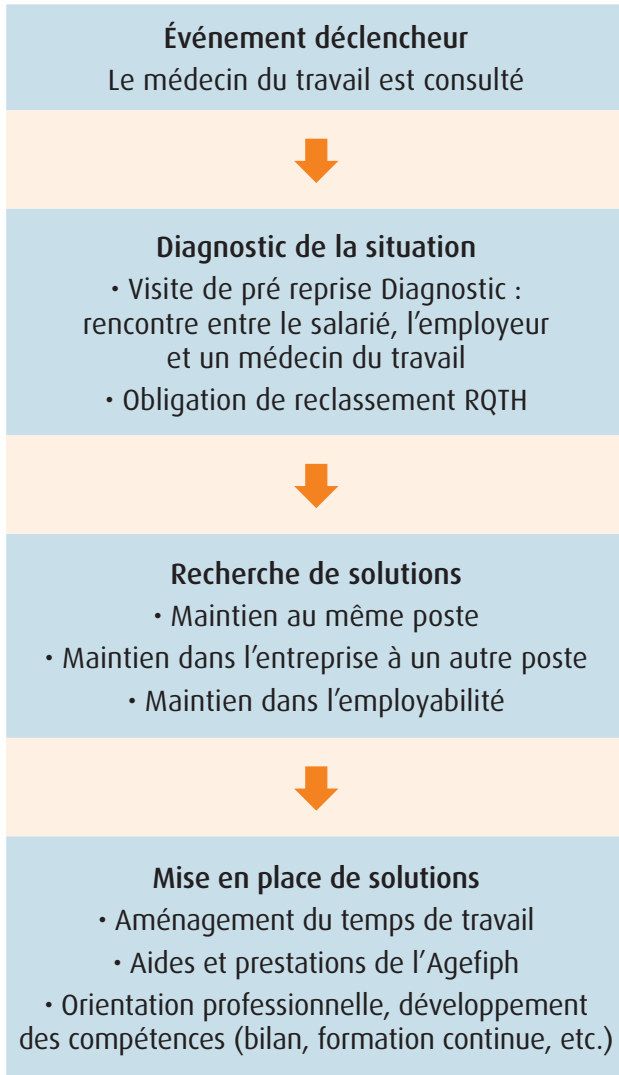 Événement déclencheur
Le médecin du travail est consulté
Diagnostic de la situation
• Visite de pré reprise Diagnostic :
rencontre entre le salarié, l'employeur
et un médecin du travail
• Obligation de reclassement RQTH
Recherche de solutions
• Maintien au même poste
• Maintien dans l'entreprise à un autre poste
• Maintien dans l'employabilité
Mise en place de solutions
• Aménagement du temps de travail
• Aides et prestations de l'Agefiph
• Orientation professionnelle, développement
des compétences (bilan, formation continue, etc.)